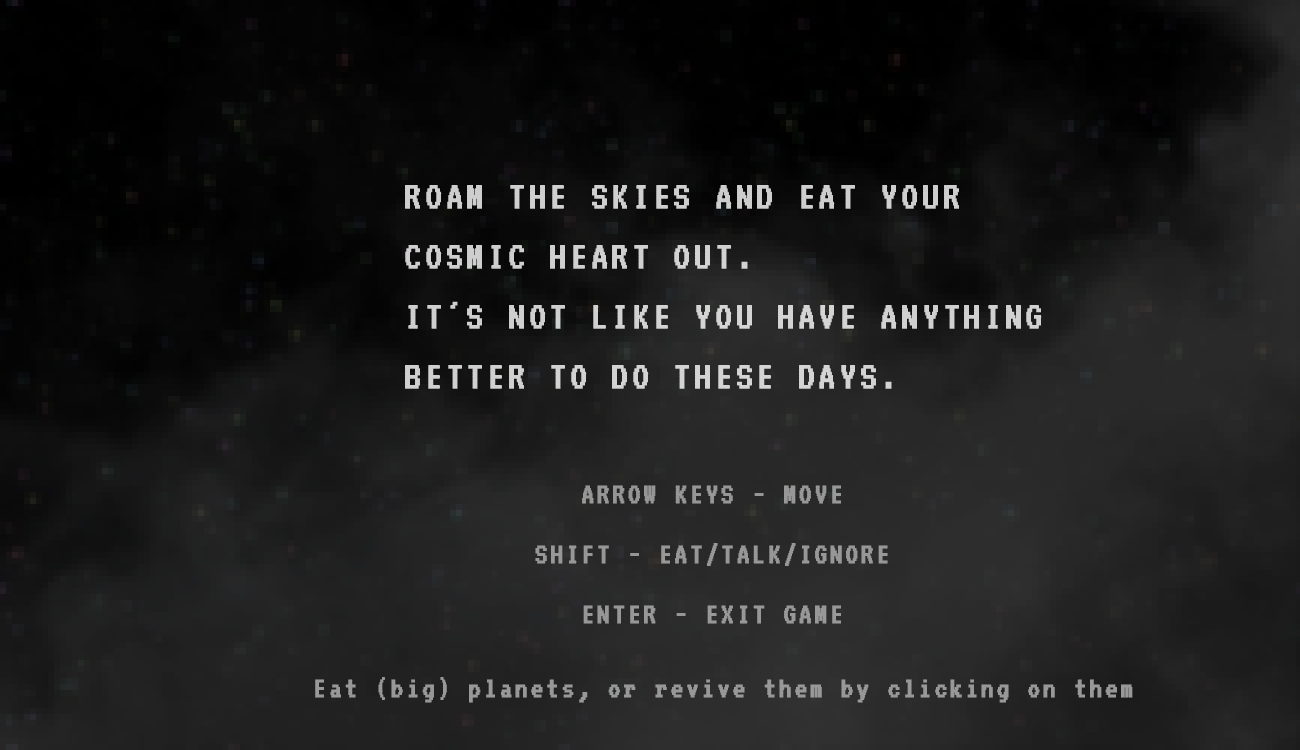 ROAM THE SKIES AND EAT YOUR
COSMIC HEART OUT.
IT´S NOT LIKE YOU HAVE ANYTHING
BETTER TO DO THESE DAYS.
ARROW KEYS - MOVE
SHIFT - EAT/TALK/IGNORE
ENTER - EXIT GAME
Eat (big) planets, or revive them by clicking on them